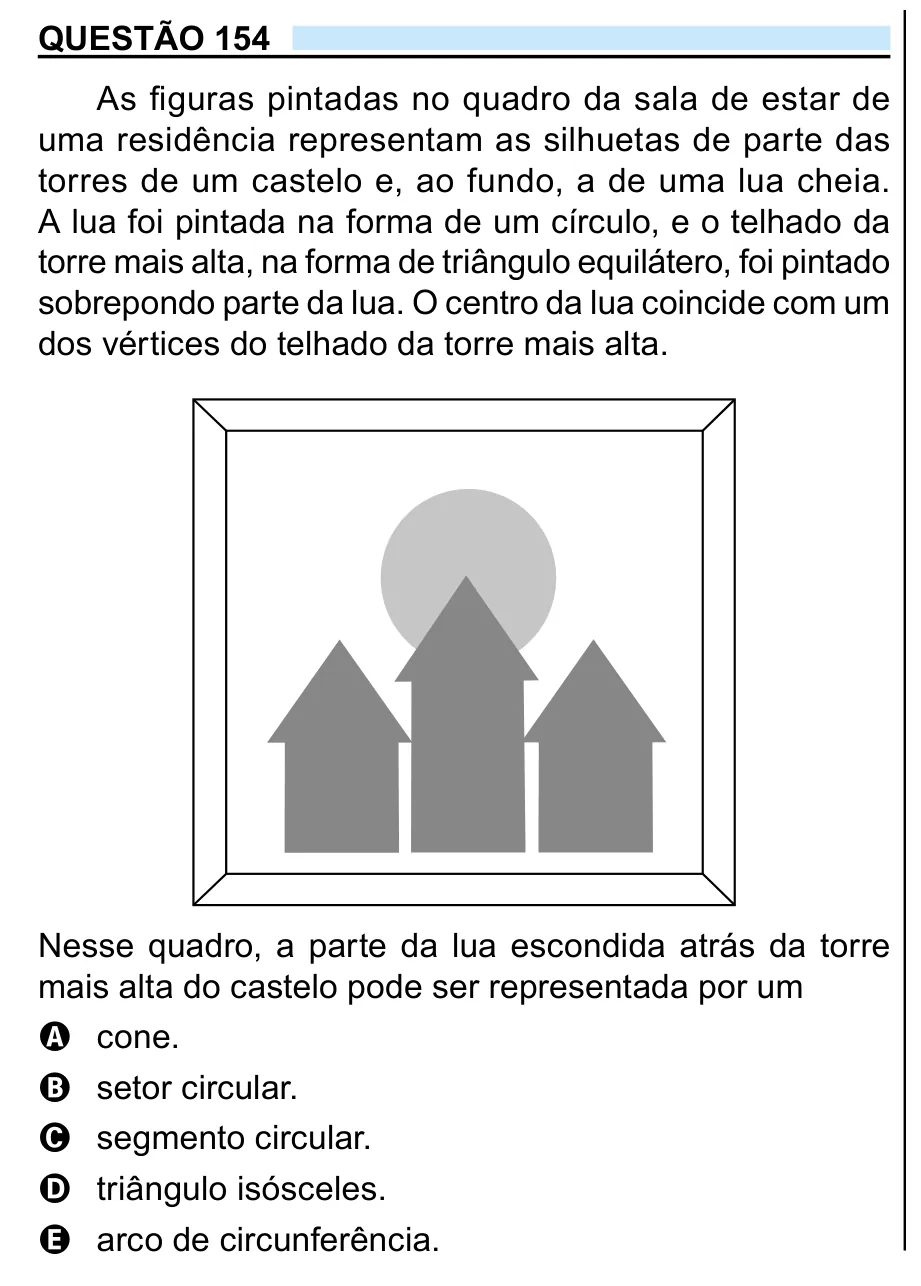 QUESTÃO 154
As figuras pintadas no quadro da sala de estar de
uma residência representam as silhuetas de parte das
torres de um castelo e, ao fundo, a de uma lua cheia.
A lua foi pintada na forma de um círculo, e o telhado da
torre mais alta, na forma de triângulo equilátero, foi pintado
sobrepondo parte da lua. O centro da lua coincide com um
dos vértices do telhado da torre mais alta.
Nesse quadro, a parte da lua escondida atrás da torre
mais alta do castelo pode ser representada por um
A cone.
B setor circular.
C segmento circular.
D triângulo isósceles.
E arco de circunferência.